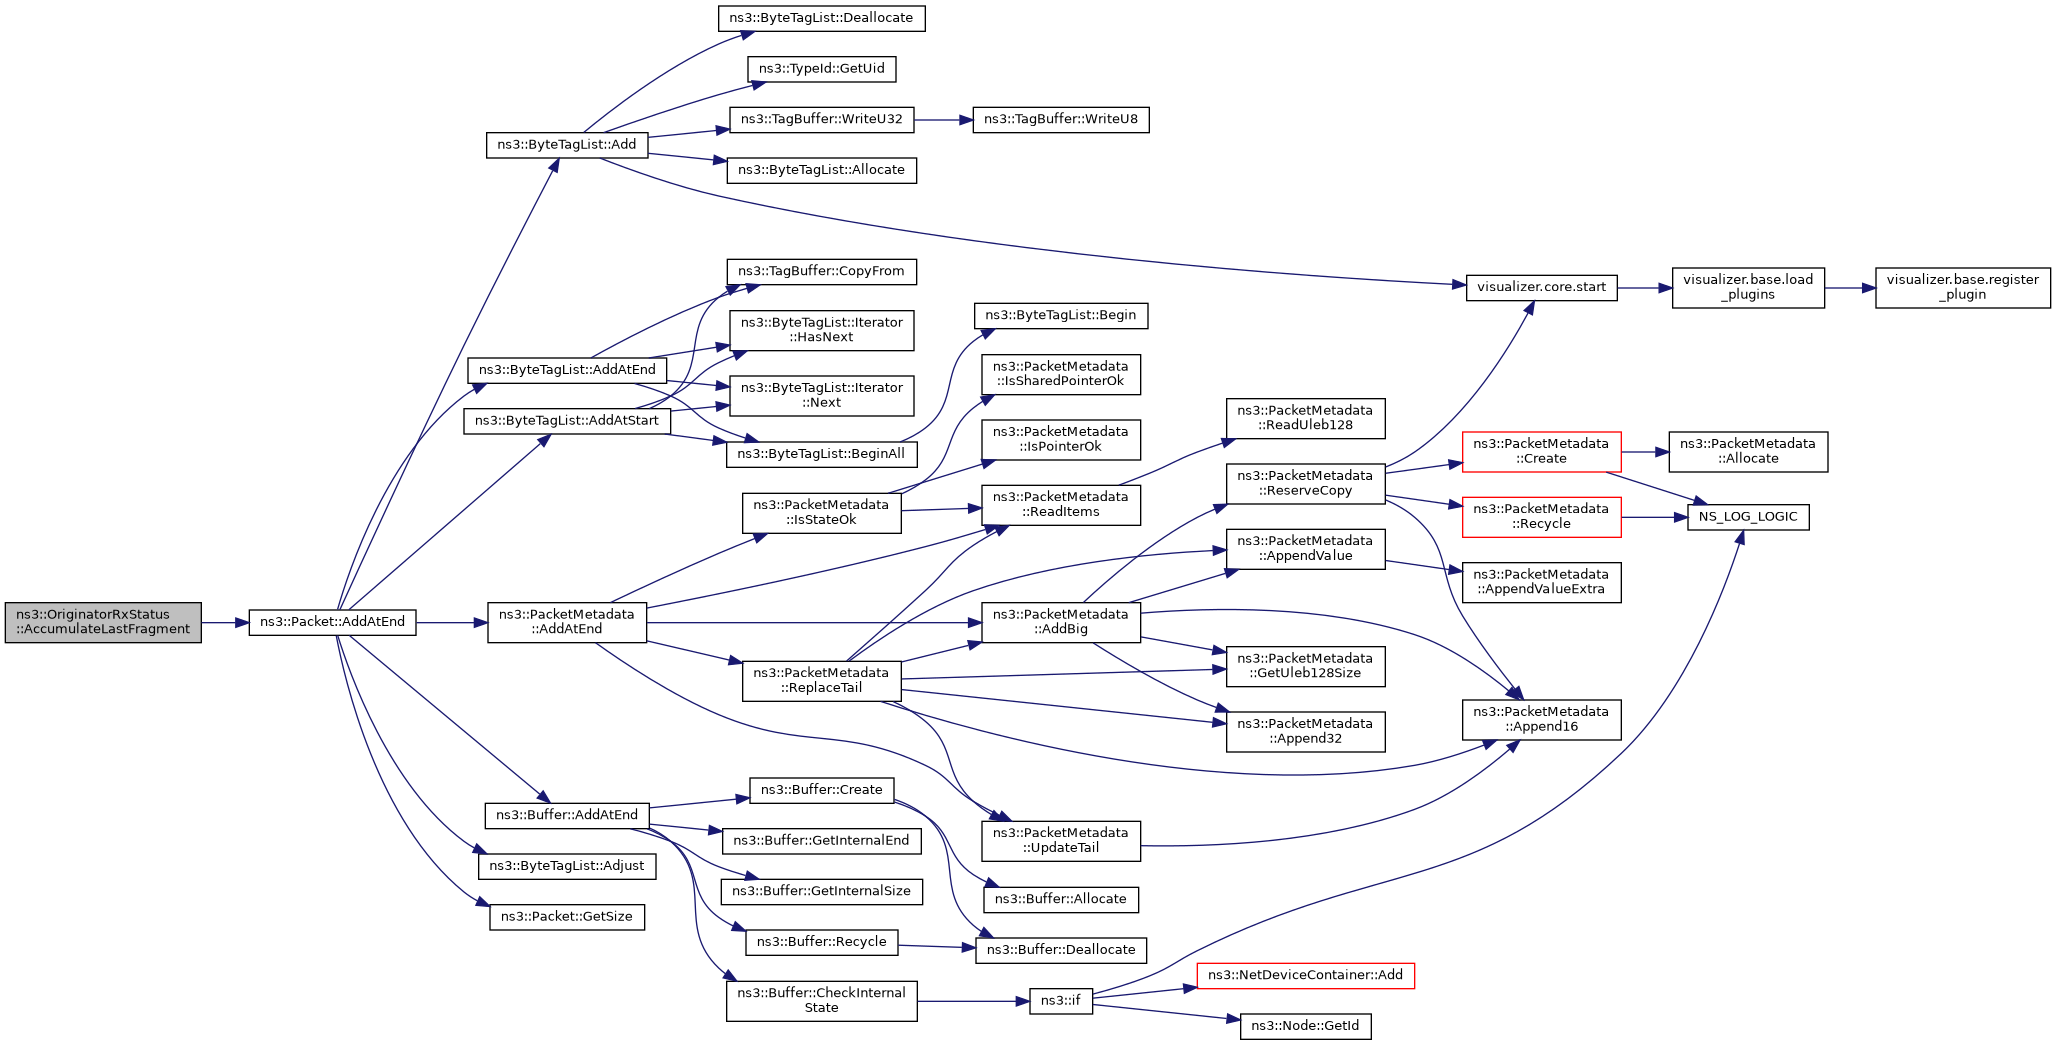 ns3::OriginatorRxStatus
::AccumulateLastFragment
ns3::Packet::AddAtEnd
ns3::ByteTagList::Add
ns3::ByteTagList::AddAtEnd
ns3::ByteTagList::AddAtStart
ns3::PacketMetadata
::AddAtEnd
ns3::Buffer::AddAtEnd
ns3::ByteTagList::Adjust
ns3::Packet::GetSize
ns3::ByteTagList::Deallocate
ns3::TypeId::GetUid
ns3::TagBuffer::WriteU32
ns3::ByteTagList::Allocate
ns3::TagBuffer::CopyFrom
ns3::ByteTagList::Iterator
::HasNext
ns3::ByteTagList::Iterator
::Next
ns3::ByteTagList::BeginAll
ns3::PacketMetadata
::IsStateOk
ns3::PacketMetadata
::ReplaceTail
ns3::Buffer::Create
ns3::Buffer::GetInternalEnd
ns3::Buffer::GetInternalSize
ns3::Buffer::Recycle
ns3::Buffer::CheckInternal
State
ns3::TagBuffer::WriteU8
ns3::ByteTagList::Begin
ns3::PacketMetadata
::IsSharedPointerOk
ns3::PacketMetadata
::IsPointerOk
ns3::PacketMetadata
::ReadItems
ns3::PacketMetadata
::AddBig
ns3::PacketMetadata
::UpdateTail
ns3::Buffer::Allocate
ns3::Buffer::Deallocate
ns3::if
ns3::PacketMetadata
::ReadUleb128
ns3::PacketMetadata
::ReserveCopy
ns3::PacketMetadata
::AppendValue
ns3::PacketMetadata
::GetUleb128Size
ns3::PacketMetadata
::Append32
ns3::NetDeviceContainer::Add
ns3::Node::GetId
visualizer.core.start
ns3::PacketMetadata
::Create
ns3::PacketMetadata
::Recycle
ns3::PacketMetadata
::AppendValueExtra
ns3::PacketMetadata
::Append16
visualizer.base.load
_plugins
ns3::PacketMetadata
::Allocate
NS_LOG_LOGIC
visualizer.base.register
_plugin